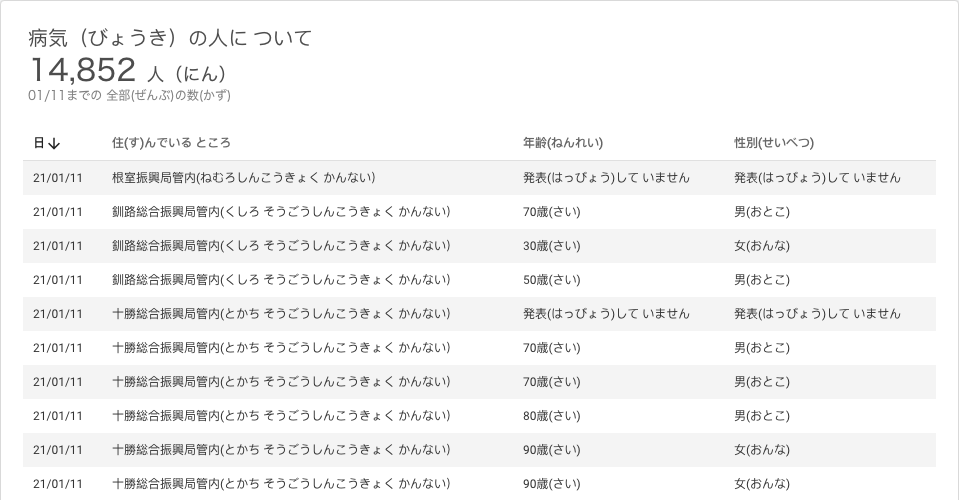 病気（びょうき）の人に ついて
14,852 人（にん）
01/11までの 全部(ぜんぶ)の数(かず)
日↓ 住(す)んでいる ところ 年齢(ねんれい) 性別(せいべつ)
21/01/11 根室振興局管内(ねむろしんこうきょく かんない) 発表(はっぴょう)して いません 発表(はっぴょう)して いません
21/01/11 釧路総合振興局管内(くしろ そうごうしんこうきょく かんない) 70歳(さい) 男(おとこ)
21/01/11 釧路総合振興局管内(くしろ そうごうしんこうきょく かんない) 30歳(さい) 女(おんな)
21/01/11 釧路総合振興局管内(くしろ そうごうしんこうきょく かんない) 50歳(さい) 男(おとこ)
21/01/11 十勝総合振興局管内(とかち そうごうしんこうきょく かんない) 発表(はっぴょう)して いません 発表(はっぴょう)して いません
21/01/11 十勝総合振興局管内(とかち そうごうしんこうきょく かんない) 70歳(さい) 男(おとこ)
21/01/11 十勝総合振興局管内(とかち そうごうしんこうきょく かんない) 70歳(さい) 男(おとこ)
21/01/11 十勝総合振興局管内(とかち そうごうしんこうきょく かんない) 80歳(さい) 男(おとこ)
21/01/11 十勝総合振興局管内(とかち そうごうしんこうきょく かんない) 90歳(さい) 女(おんな)
21/01/11 十勝総合振興局管内(とかち そうごうしんこうきょく かんない) 90歳(さい) 女(おんな)